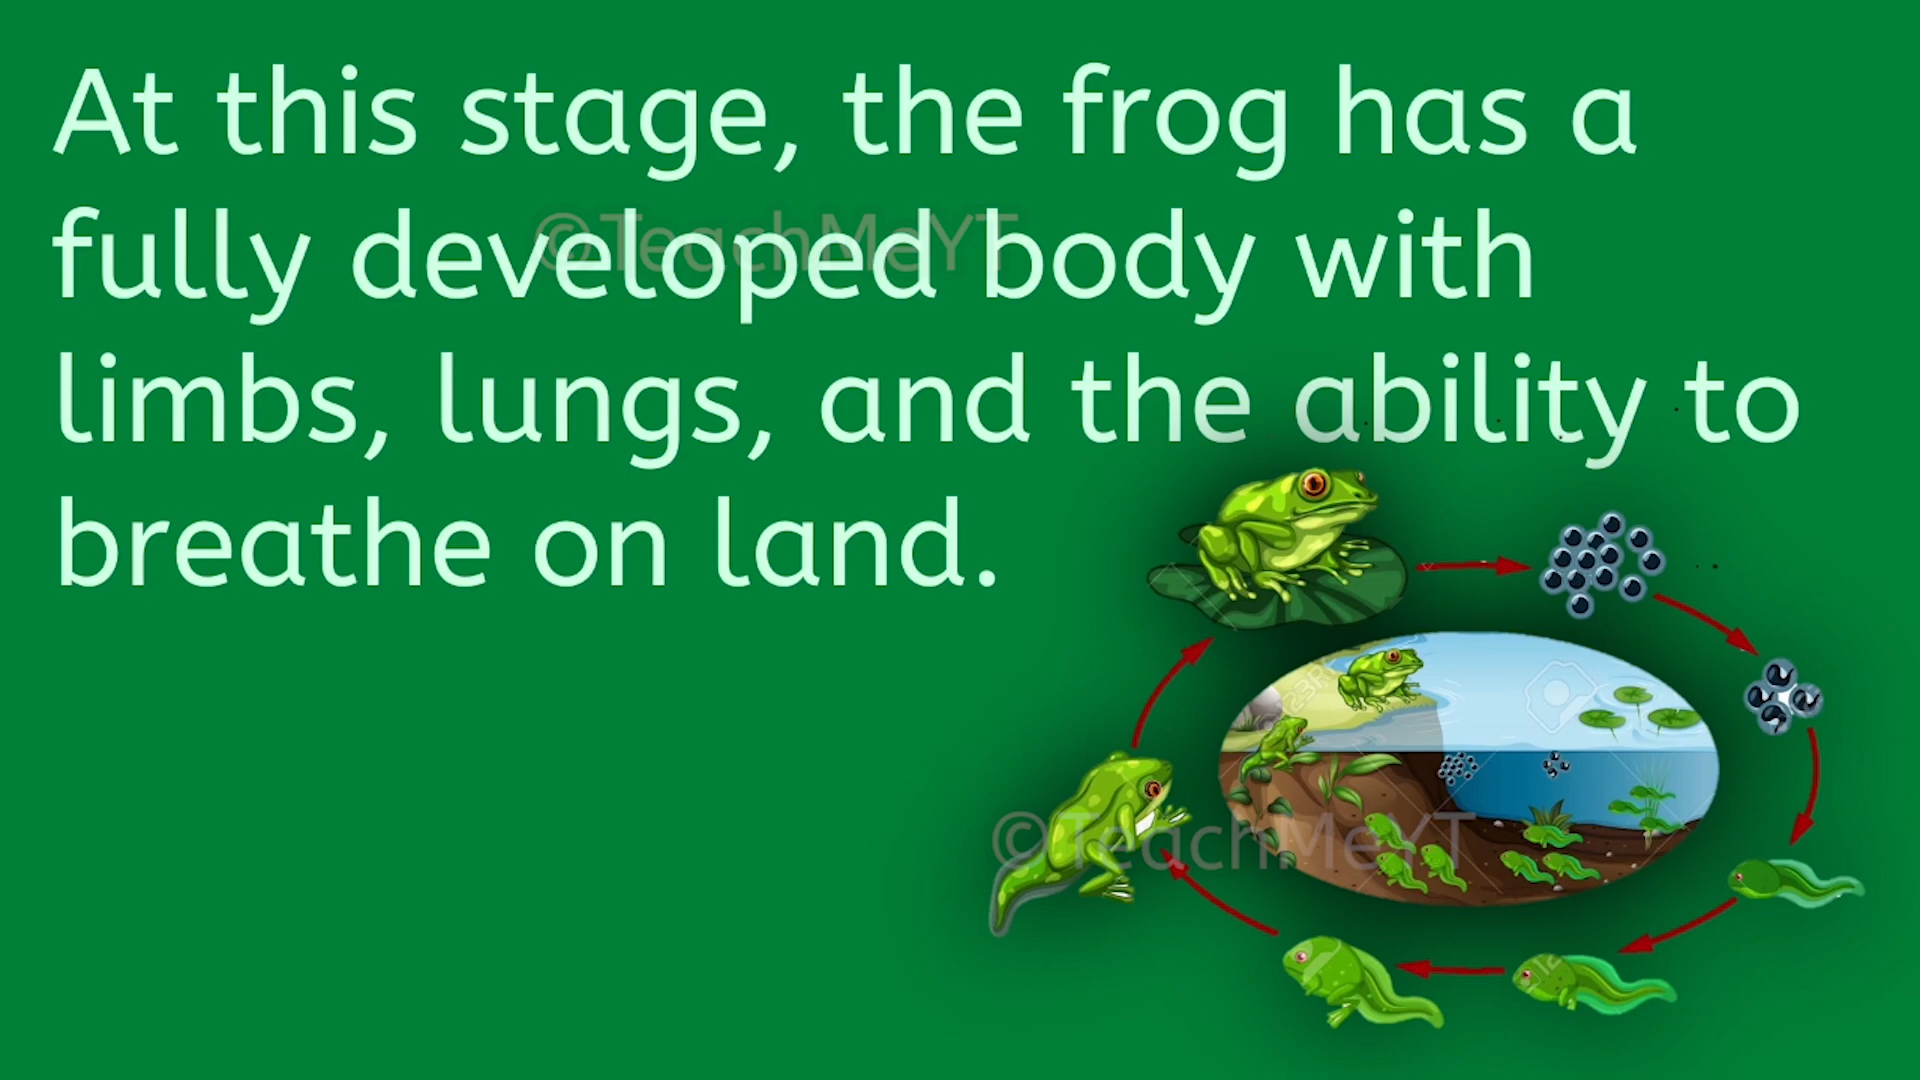 At this stage, the frog has a
fully developed body with
limbs, lungs, and the ability to
breathe on land.
©TeachMeYT
©TeachMeYT